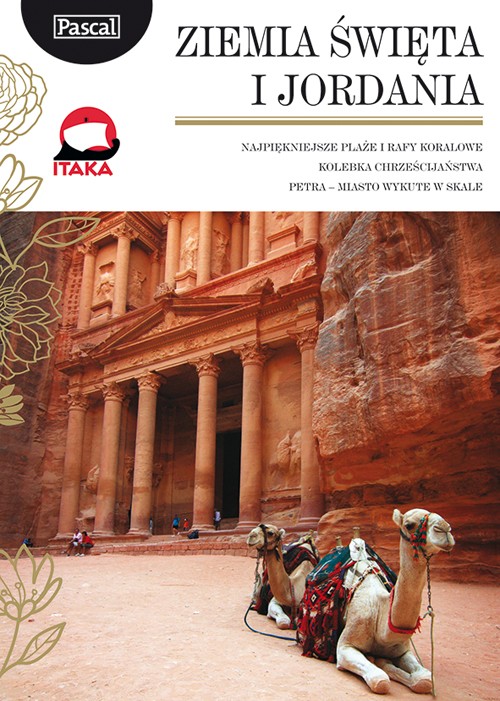 Pascal
ZIEMIA ŚWIĘTA
I JORDANIA
ITAKA
NAJPIĘKNIEJSZE PLAŻE I RAFY KORALOWE
KOLEBKA CHRZEŚCIJAŃSTWA
PETRA – MIASTO WYKUTE W SKALE